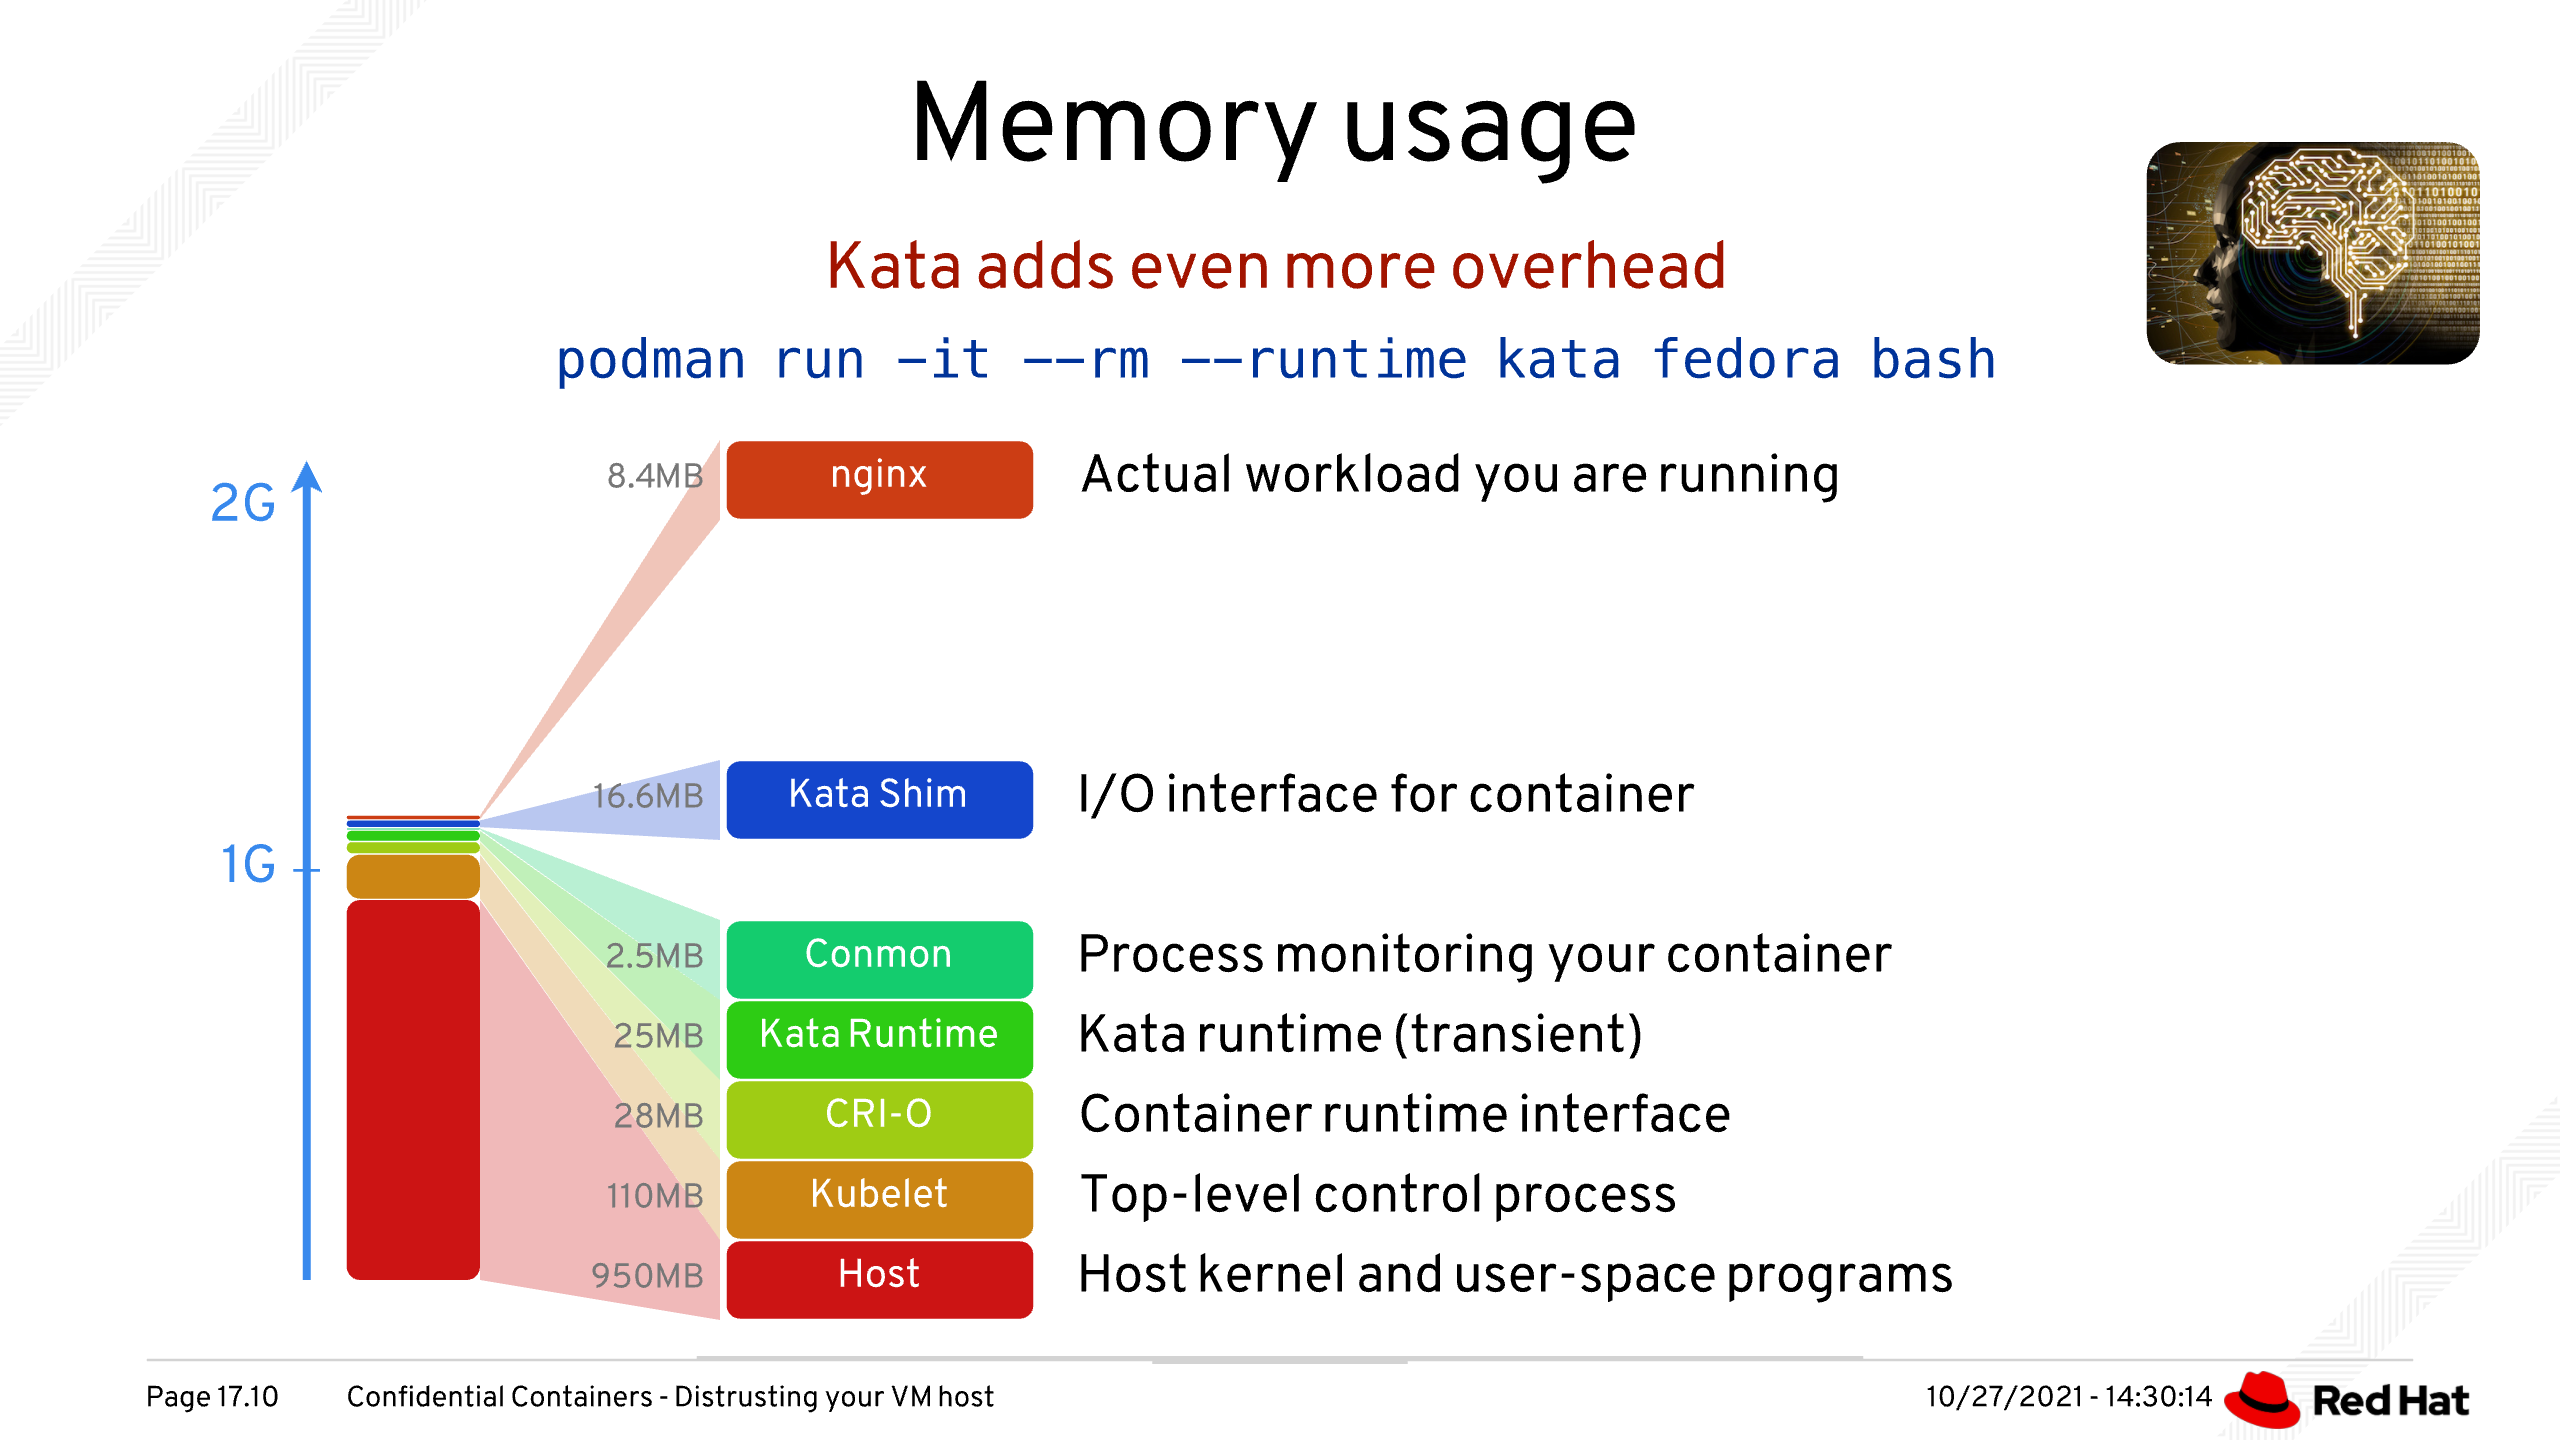 Memory usage
Kata adds even more overhead
podman run -it --rm --runtime kata fedora bash
2G
1G
8.4MB nginx Actual workload you are running
16.6MB Kata Shim I/O interface for container
2.5MB Conmon Process monitoring your container
25MB Kata Runtime Kata runtime (transient)
28MB CRI-O Container runtime interface
110MB Kubelet Top-level control process
950MB Host Host kernel and user-space programs
Page 17.10 Confidential Containers - Distrusting your VM host 10/27/2021 - 14:30:14 Red Hat